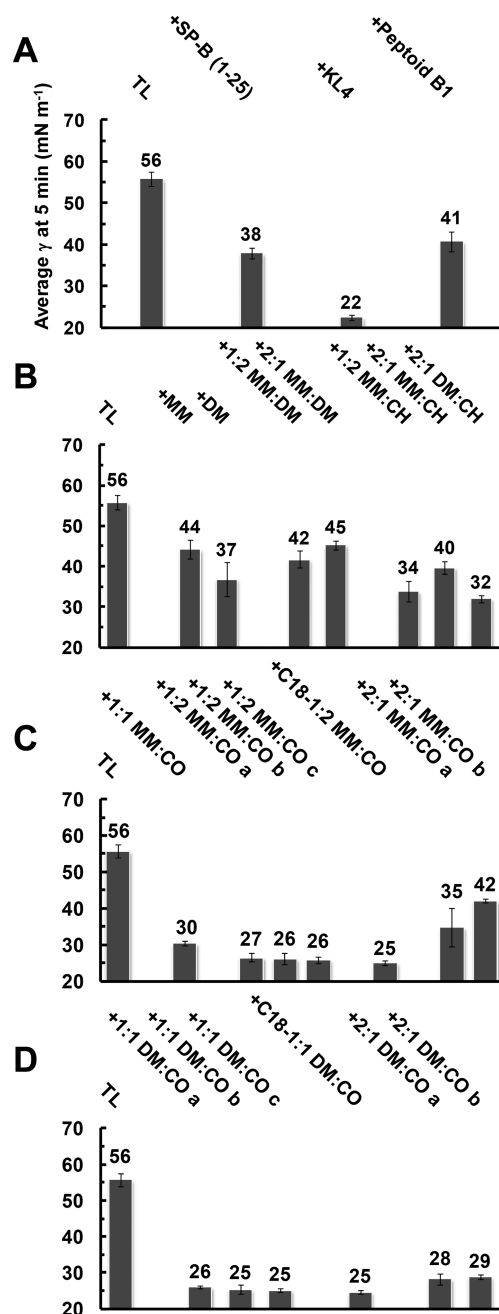 A
TL +SP-B (1-25) +KL4 +Peptoid B1
Average γ at 5 min (mN m-1)
70
60
50
40
30
20
56 38 22 41
B
TL +MM +DM +1:2 MM:DM +2:1 MM:DM +1:2 MM:CH +2:1 MM:CH +2:1 DM:CH
70
60
50
40
30
20
56 44 37 42 45 34 40 32
C
TL +1:1 MM:CO +1:2 MM:CO a +1:2 MM:CO b +1:2 MM:CO c +C18-1:2 MM:CO +2:1 MM:CO a +2:1 MM:CO b
70
60
50
40
30
20
56 30 27 26 26 25 35 42
D
TL +1:1 DM:CO a +1:1 DM:CO b +1:1 DM:CO c +C18-1:1 DM:CO +2:1 DM:CO a +2:1 DM:CO b
70
60
50
40
30
20
56 26 25 25 25 28 29